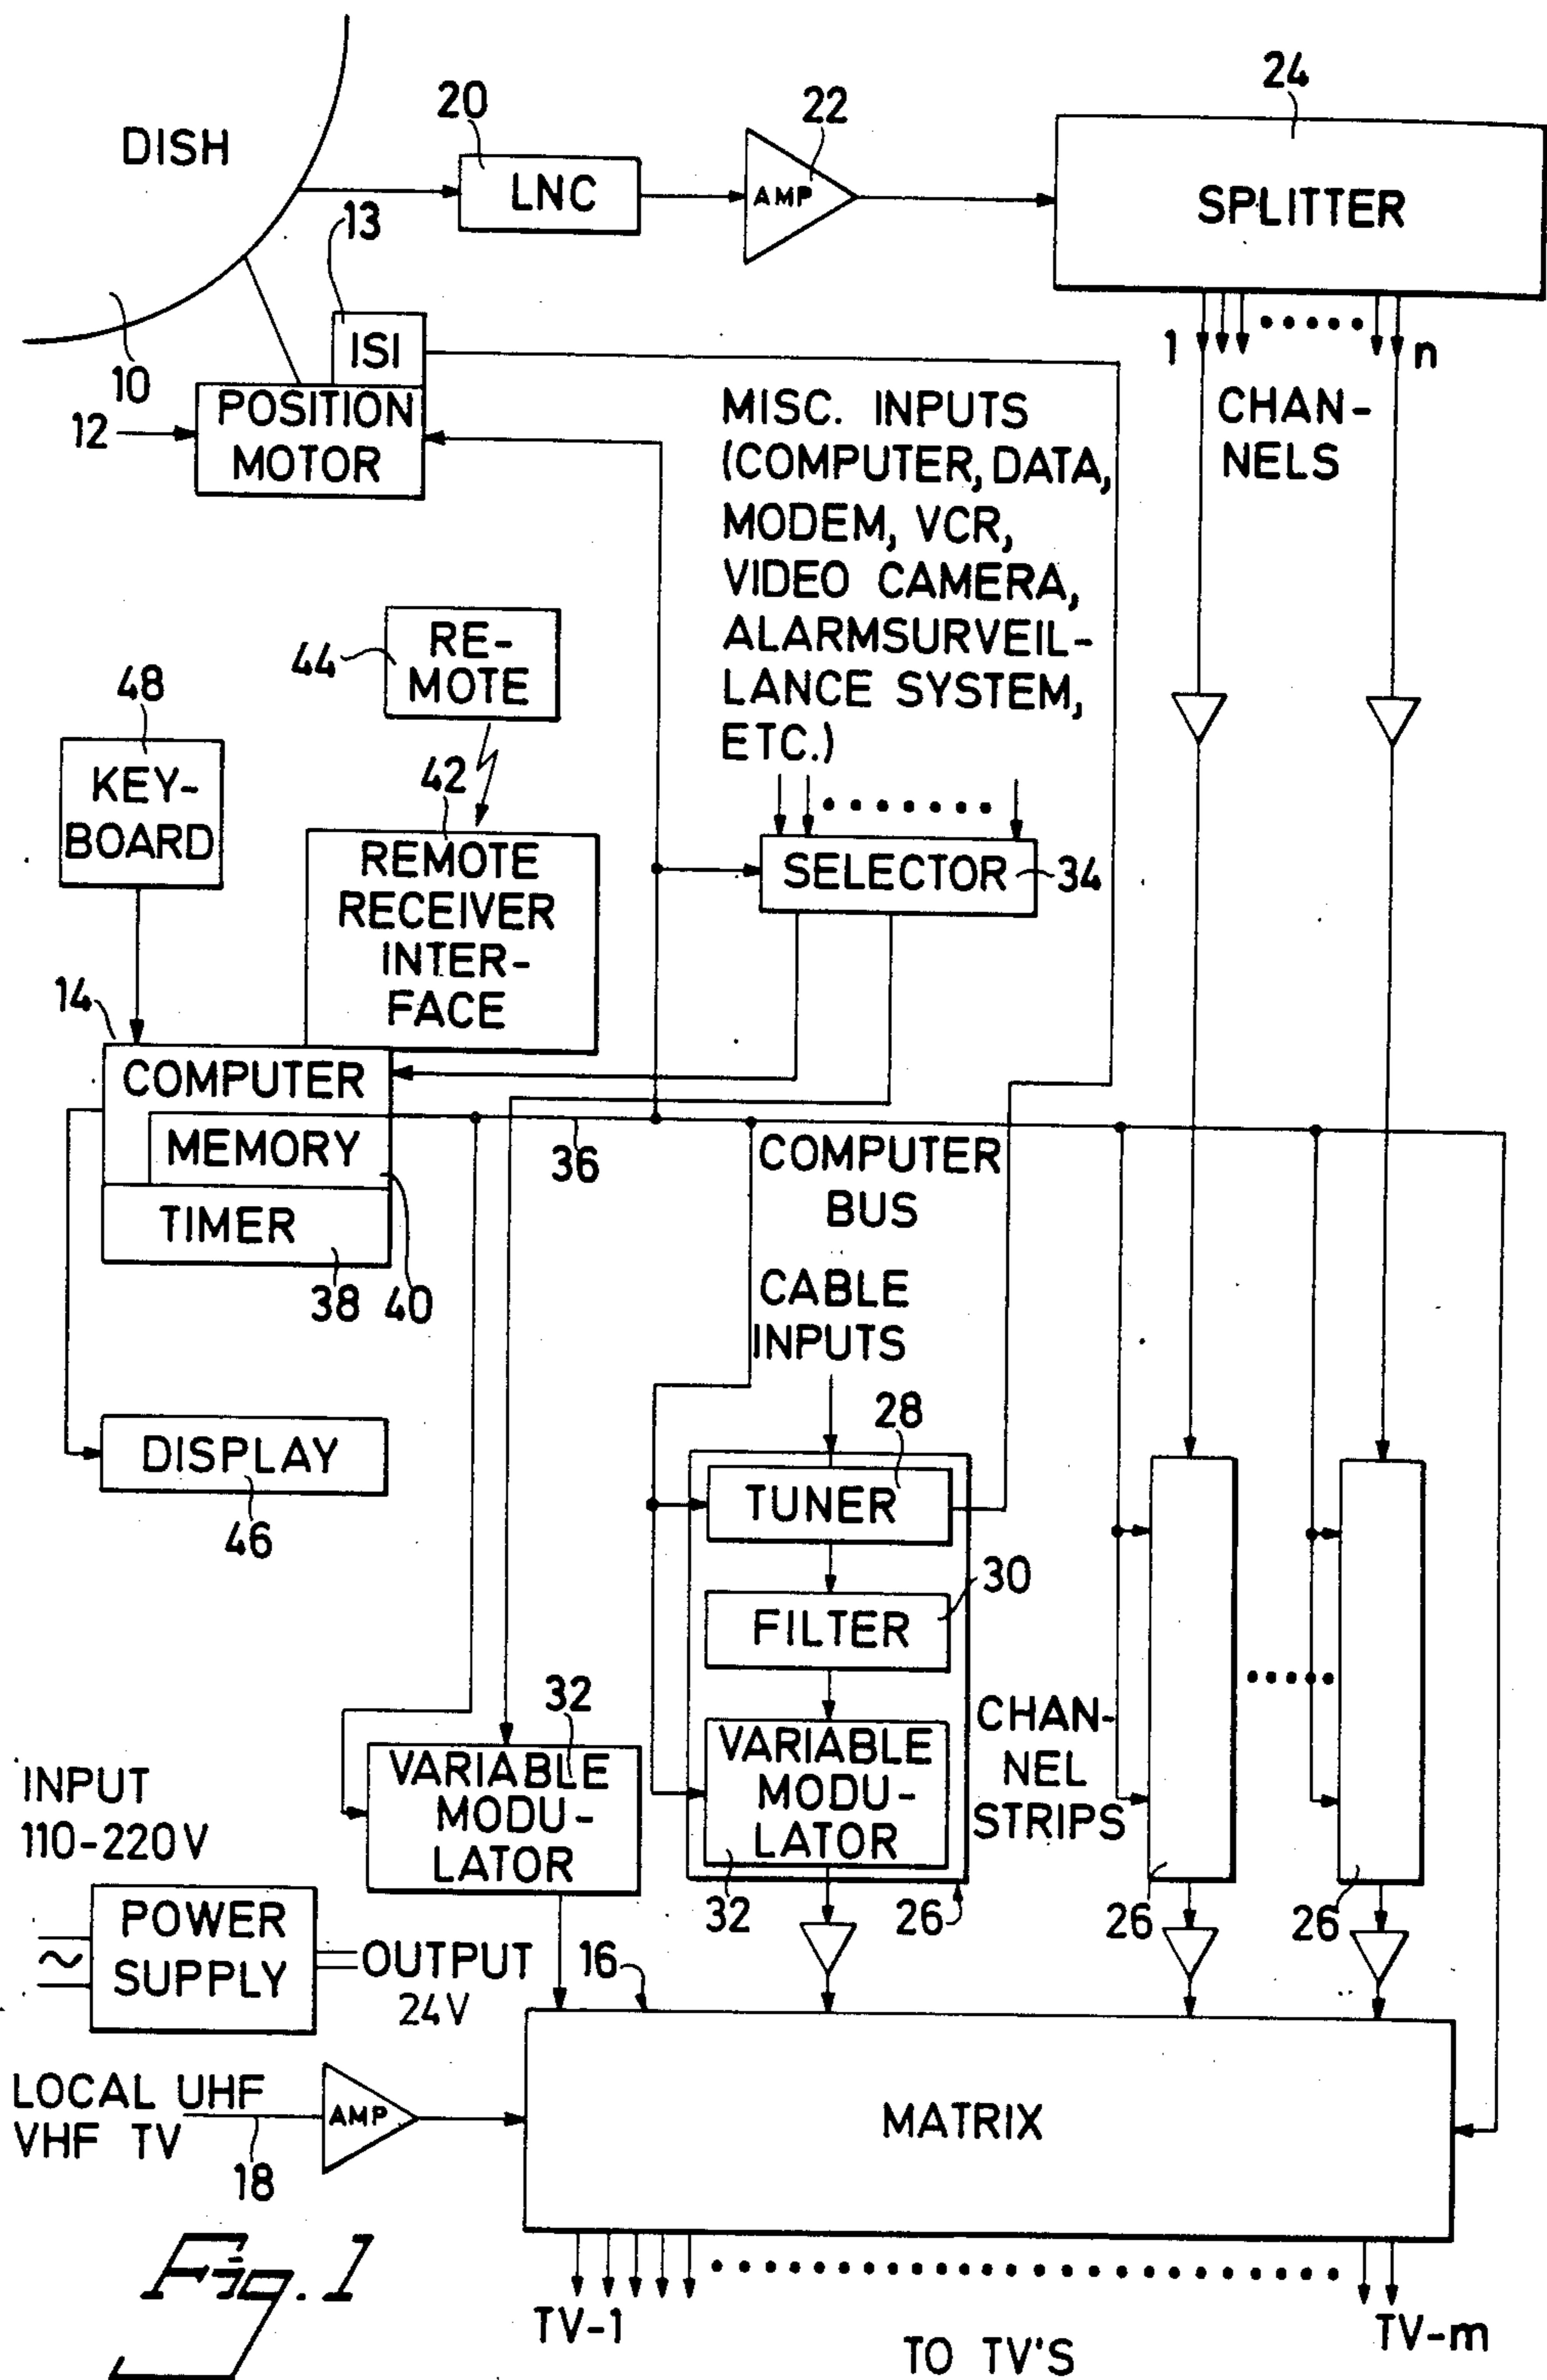 24
20
22
DISH
LNC
AMP
SPLITTER
13
ISI
1
n
10
CHAN-
NELS
12
POSITION
MOTOR
MISC. INPUTS
(COMPUTER, DATA,
MODEM, VCR,
VIDEO CAMERA,
ALARMSURVEIL-
LANCE SYSTEM,
ETC.)
44
RE-
MOTE
48
KEY-
BOARD
42
REMOTE
RECEIVER
INTER-
FACE
SELECTOR
34
14
COMPUTER
MEMORY
TIMER
36
COMPUTER
BUS
38 40
CABLE
INPUTS
28
DISPLAY
46
TUNER
30
FILTER
32
VARIABLE
MODU-
LATOR
VARIABLE
MODU-
LATOR
CHAN-
NEL
STRIPS
INPUT
110-220V
32
26
26
26
POWER
SUPPLY
~
OUTPUT
24V
16
LOCAL UHF
VHF TV
18
AMP
MATRIX
Fig. 1
TV-1
TV-m
TO TV'S